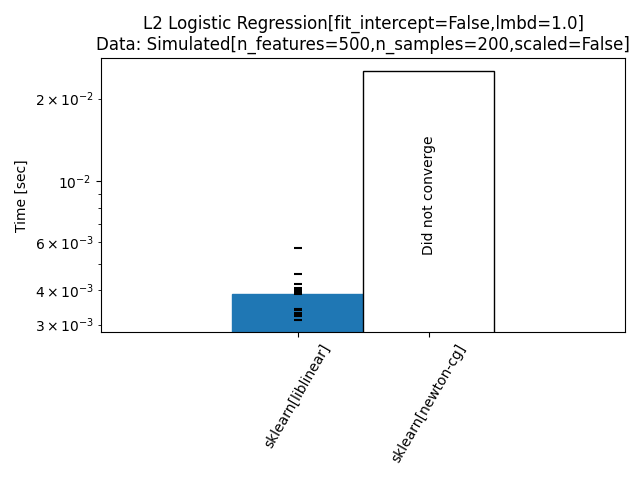 L2 Logistic Regression[fit_intercept=False,lmbd=1.0]
Data: Simulated[n_features=500,n_samples=200,scaled=False]
Time [sec]
2 × 10⁻²
10⁻²
6 × 10⁻³
4 × 10⁻³
3 × 10⁻³
Did not converge
sklearn[liblinear]
sklearn[newton-cg]